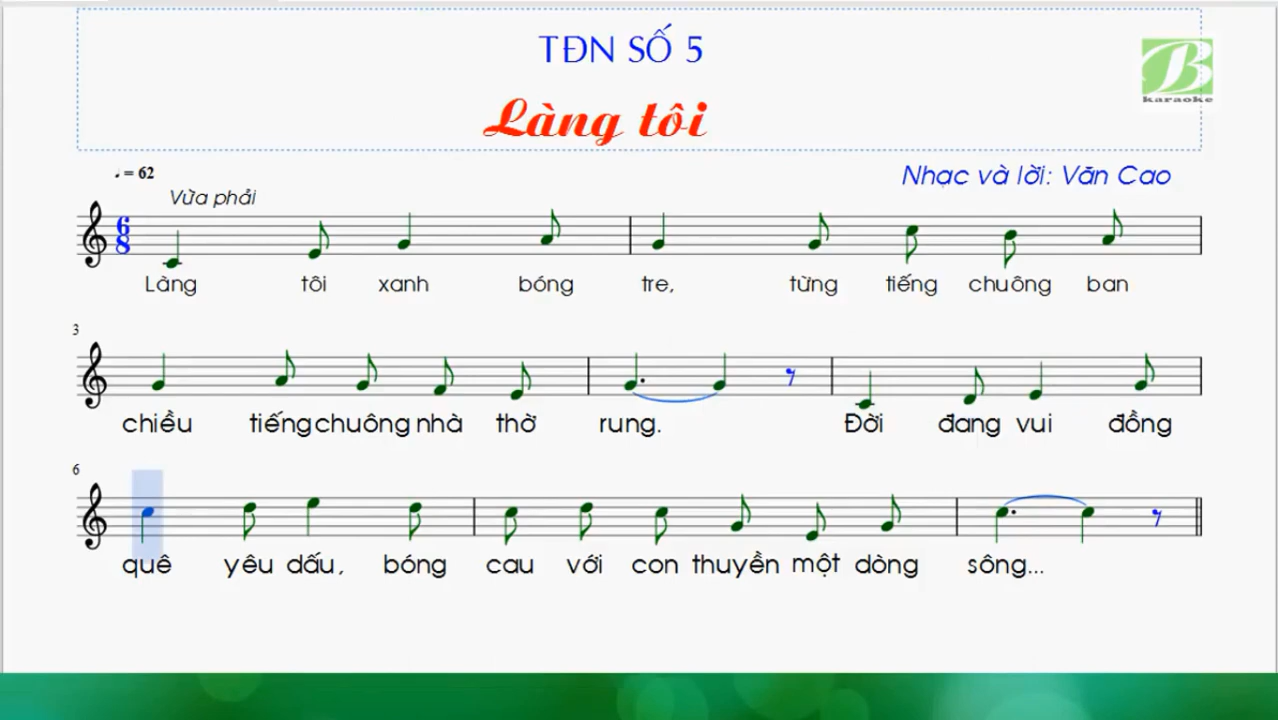 TĐN SỐ 5
Làng tôi
B
karaoke
♩ = 62
Nhạc và lời: Văn Cao
Vừa phải
6
8
Làng tôi xanh bóng tre, từng tiếng chuông ban
3
chiều tiếng chuông nhà thờ rung. Đời đang vui đồng
6
quê yêu dấu, bóng cau với con thuyền một dòng sông...